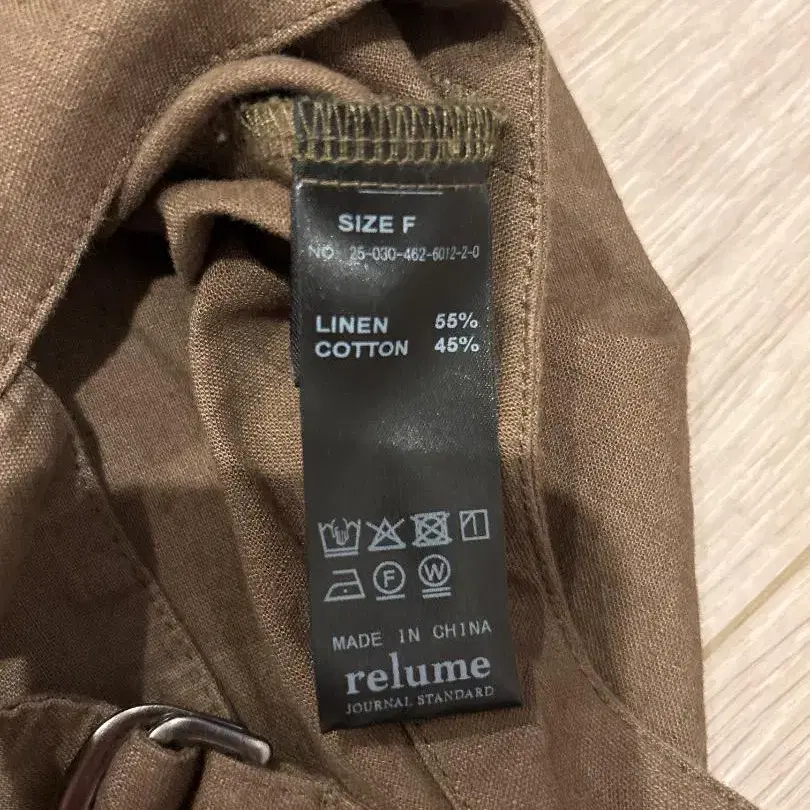 SIZE F
NO. 25-030-462-6012-2-0
LINEN 55%
COTTON 45%
F W
MADE IN CHINA
relume
JOURNAL STANDARD